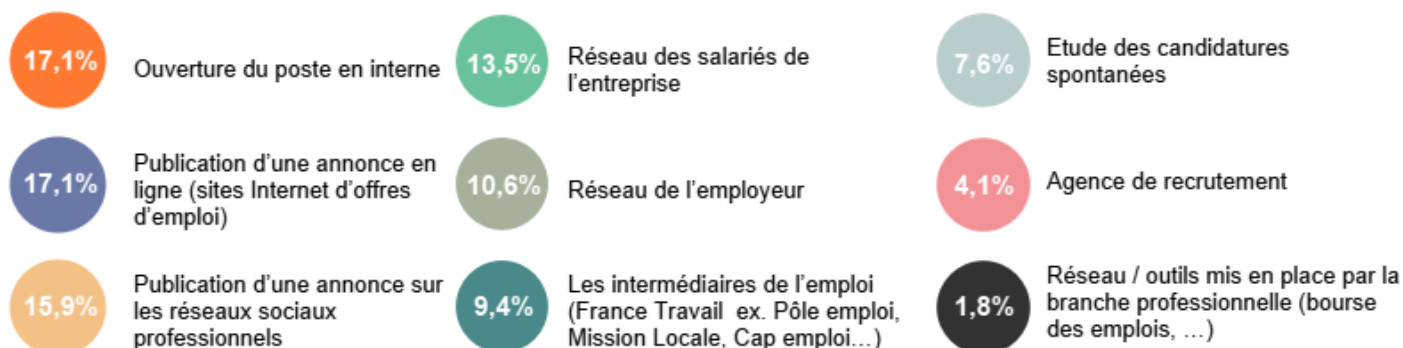 17,1%
Ouverture du poste en interne
17,1%
Publication d’une annonce en
ligne (sites Internet d’offres
d’emploi)
15,9%
Publication d’une annonce sur
les réseaux sociaux
professionnels
13,5%
Réseau des salariés de
l’entreprise
10,6%
Réseau de l’employeur
9,4%
Les intermédiaires de l’emploi
(France Travail  ex. Pôle emploi,
Mission Locale, Cap emploi…)
7,6%
Etude des candidatures
spontanées
4,1%
Agence de recrutement
1,8%
Réseau / outils mis en place par la
branche professionnelle (bourse
des emplois, …)